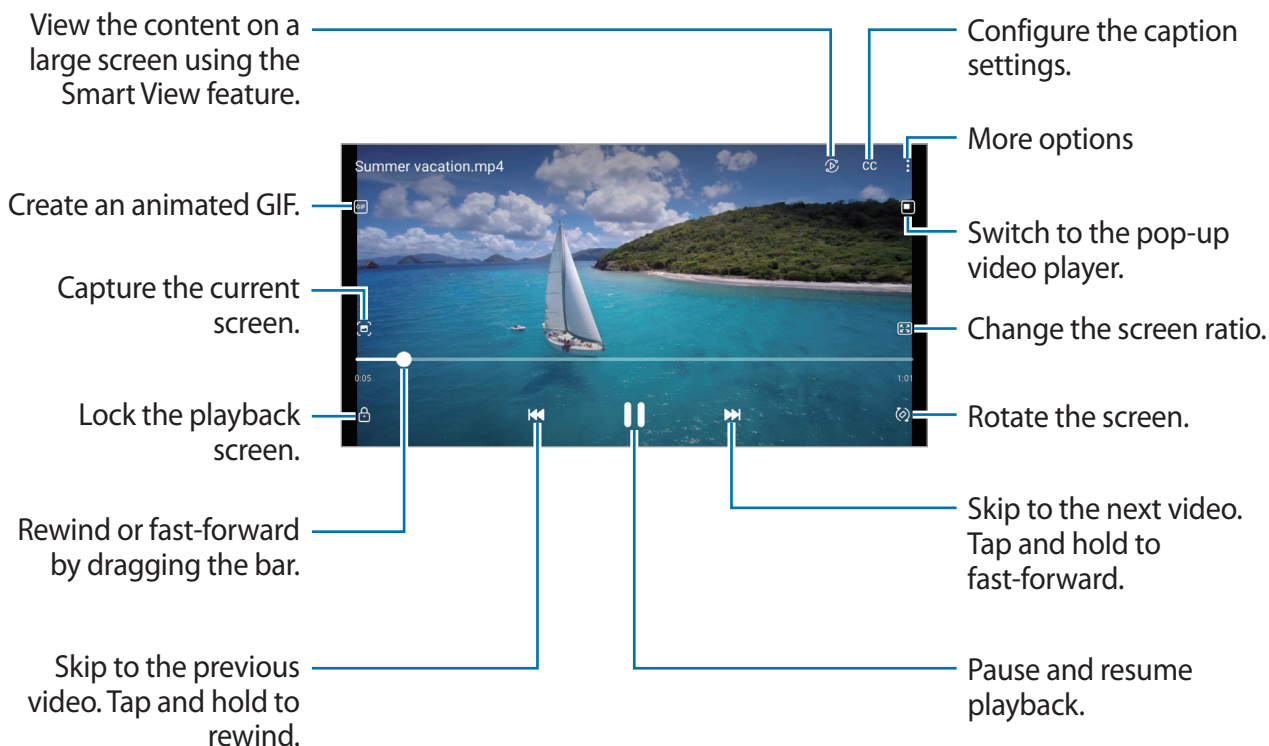 View the content on a
large screen using the
Smart View feature.
Configure the caption
settings.
More options
Summer vacation.mp4
CC
GIF
Create an animated GIF.
Switch to the pop-up
video player.
Capture the current
screen.
Change the screen ratio.
0:05
1:01
Lock the playback
screen.
Rotate the screen.
Rewind or fast-forward
by dragging the bar.
Skip to the next video.
Tap and hold to
fast-forward.
Skip to the previous
video. Tap and hold to
rewind.
Pause and resume
playback.